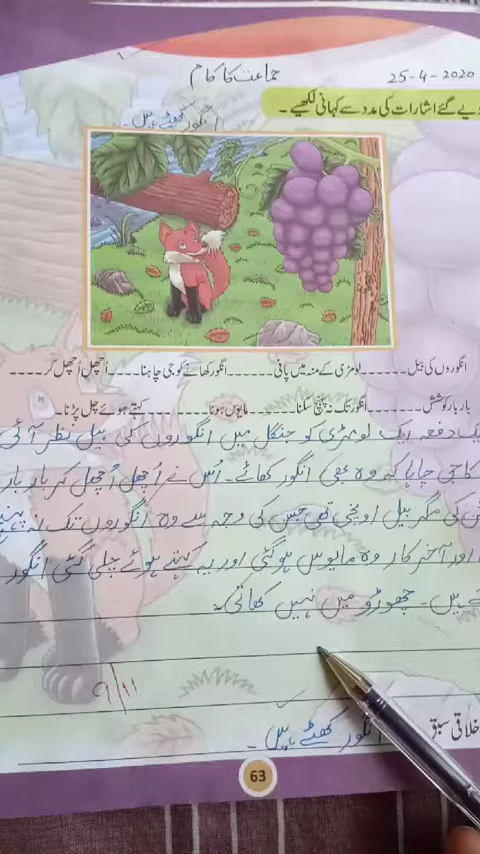 25-4-2020
جماعت کا کام
دیے گئے اشارات کی مدد سے کہانی لکھیے۔
انگور کھٹے ہیں۔
انگوروں کی بیل.......لومڑی کے منہ میں پانی.......انگور کھانے کو جی چاہنا.....اُچھل اُچھل کر....
بار بار کوشش.......انگور تک نہ پہنچ سکنا.....مایوس ہونا..........کہتے ہوئے چل پڑنا۔
ایک دفعہ ایک لومڑی کو جنگل میں انگوروں کی بیل نظر آئی
کا جی چاہا کہ وہ بھی انگور کھائے۔ اُس نے اُچھل اُچھل کر بار بار
کی مگر بیل اونچی تھی جس کی وجہ سے وہ انگوروں تک نہ پہنچ
اور آخر کار وہ مایوس ہو گئی اور یہ کہتے ہوئے چلی گئی انگور
ہیں۔ چھوڑو میں نہیں کھاتی۔
9/11
اخلاقی سبق
انگور کھٹے ہیں۔
63